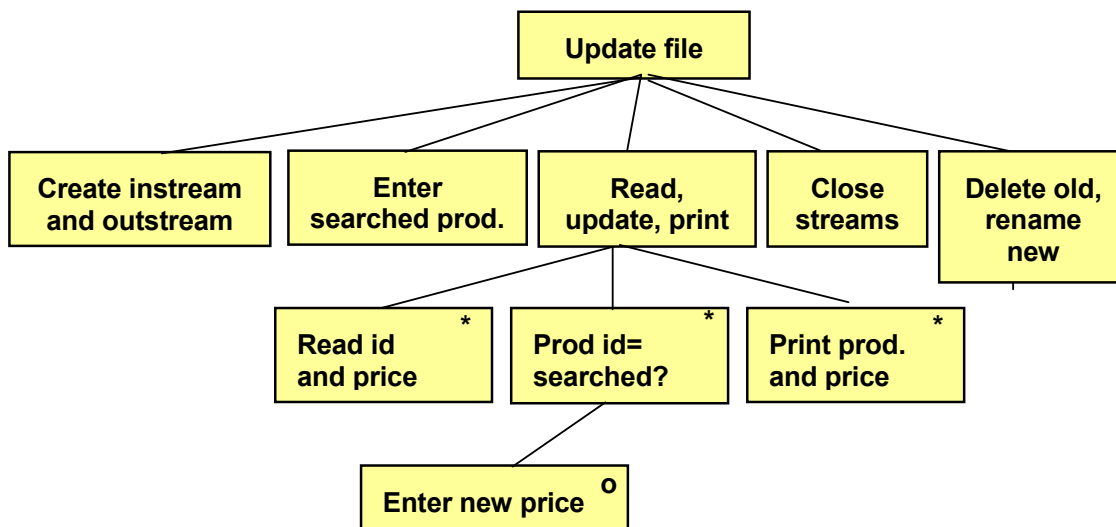 Update file
Create instream
and outstream
Enter
searched prod.
Read,
update, print
Close
streams
Delete old,
rename
new
*
Read id
and price
*
Prod id=
searched?
*
Print prod.
and price
o
Enter new price